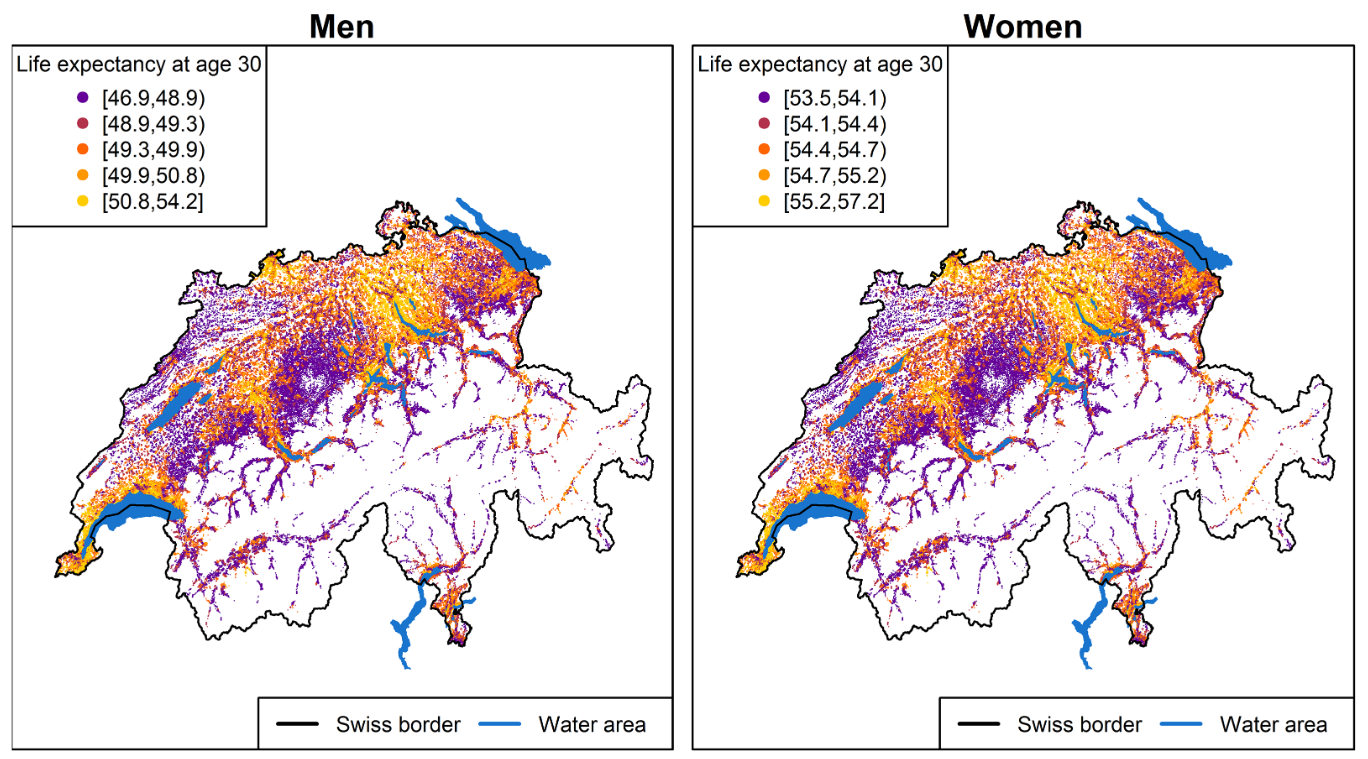 Men
Life expectancy at age 30
[46.9,48.9)
[48.9,49.3)
[49.3,49.9)
[49.9,50.8)
[50.8,54.2]
Swiss border
Water area
Women
Life expectancy at age 30
[53.5,54.1)
[54.1,54.4)
[54.4,54.7)
[54.7,55.2)
[55.2,57.2]
Swiss border
Water area